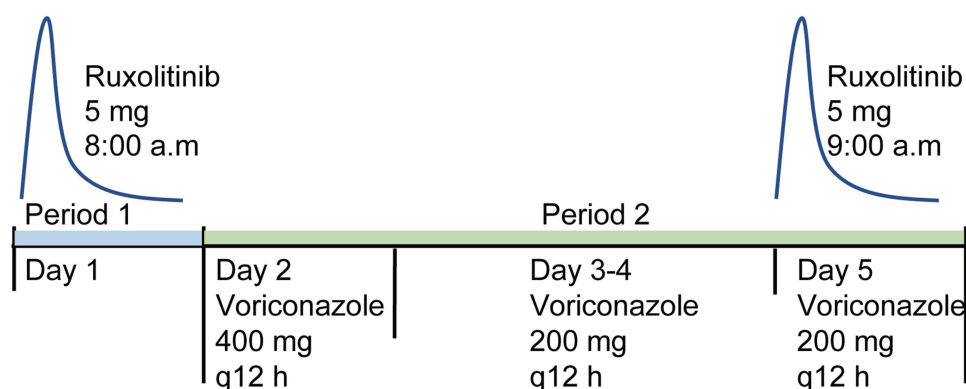 Ruxolitinib
5 mg
8:00 a.m
Ruxolitinib
5 mg
9:00 a.m
Period 1
Period 2
Day 1
Day 2
Voriconazole
400 mg
q12 h
Day 3-4
Voriconazole
200 mg
q12 h
Day 5
Voriconazole
200 mg
q12 h